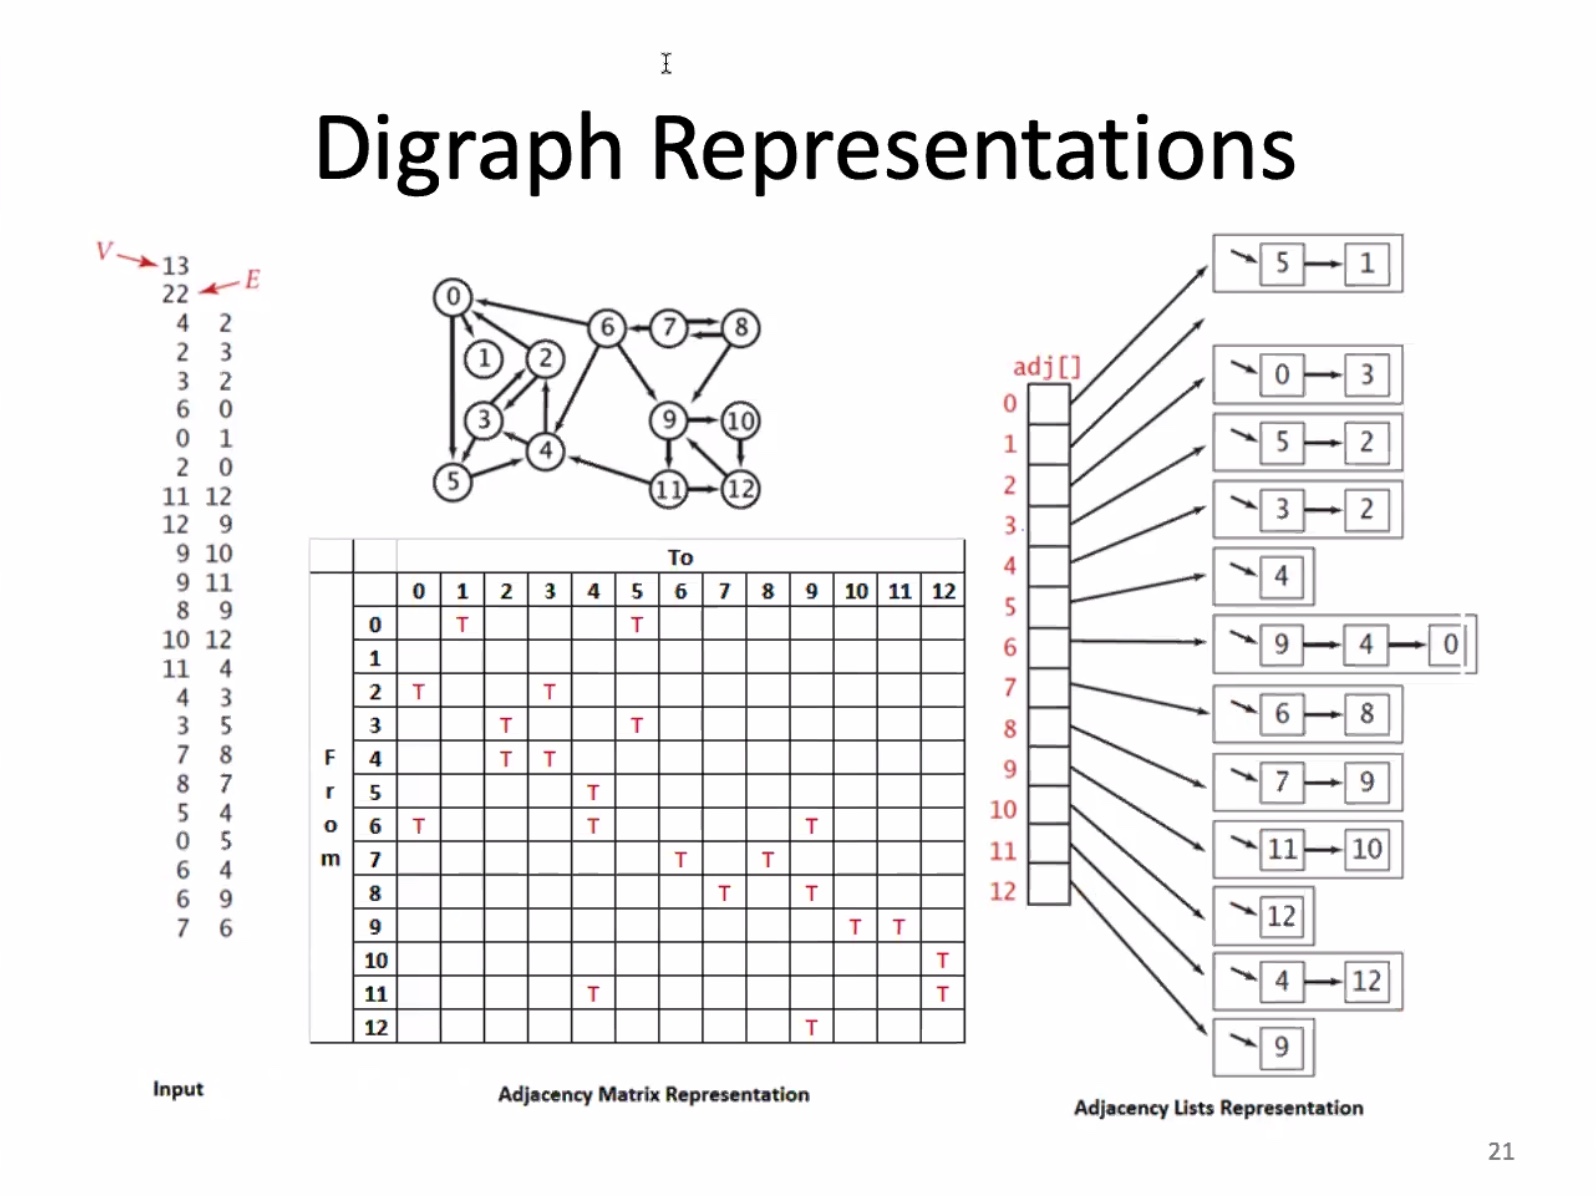 Digraph Representations
V
13
22
E
4 2
2 3
3 2
6 0
0 1
2 0
11 12
12 9
9 10
9 11
8 9
10 12
11 4
4 3
3 5
7 8
8 7
5 4
0 5
6 4
6 9
7 6
Input
0
6 7 8
1 2
3 9 10
4
5 11 12
To
0 1 2 3 4 5 6 7 8 9 10 11 12
From
0 T T
1
2 T T
3 T T
4 T T
5 T
6 T T T
7 T T
8 T T
9 T T
10 T
11 T T
12 T
Adjacency Matrix Representation
adj[]
0
1
2
3
4
5
6
7
8
9
10
11
12
5 1
0 3
5 2
3 2
4
9 4 0
6 8
7 9
11 10
12
4 12
9
Adjacency Lists Representation
21